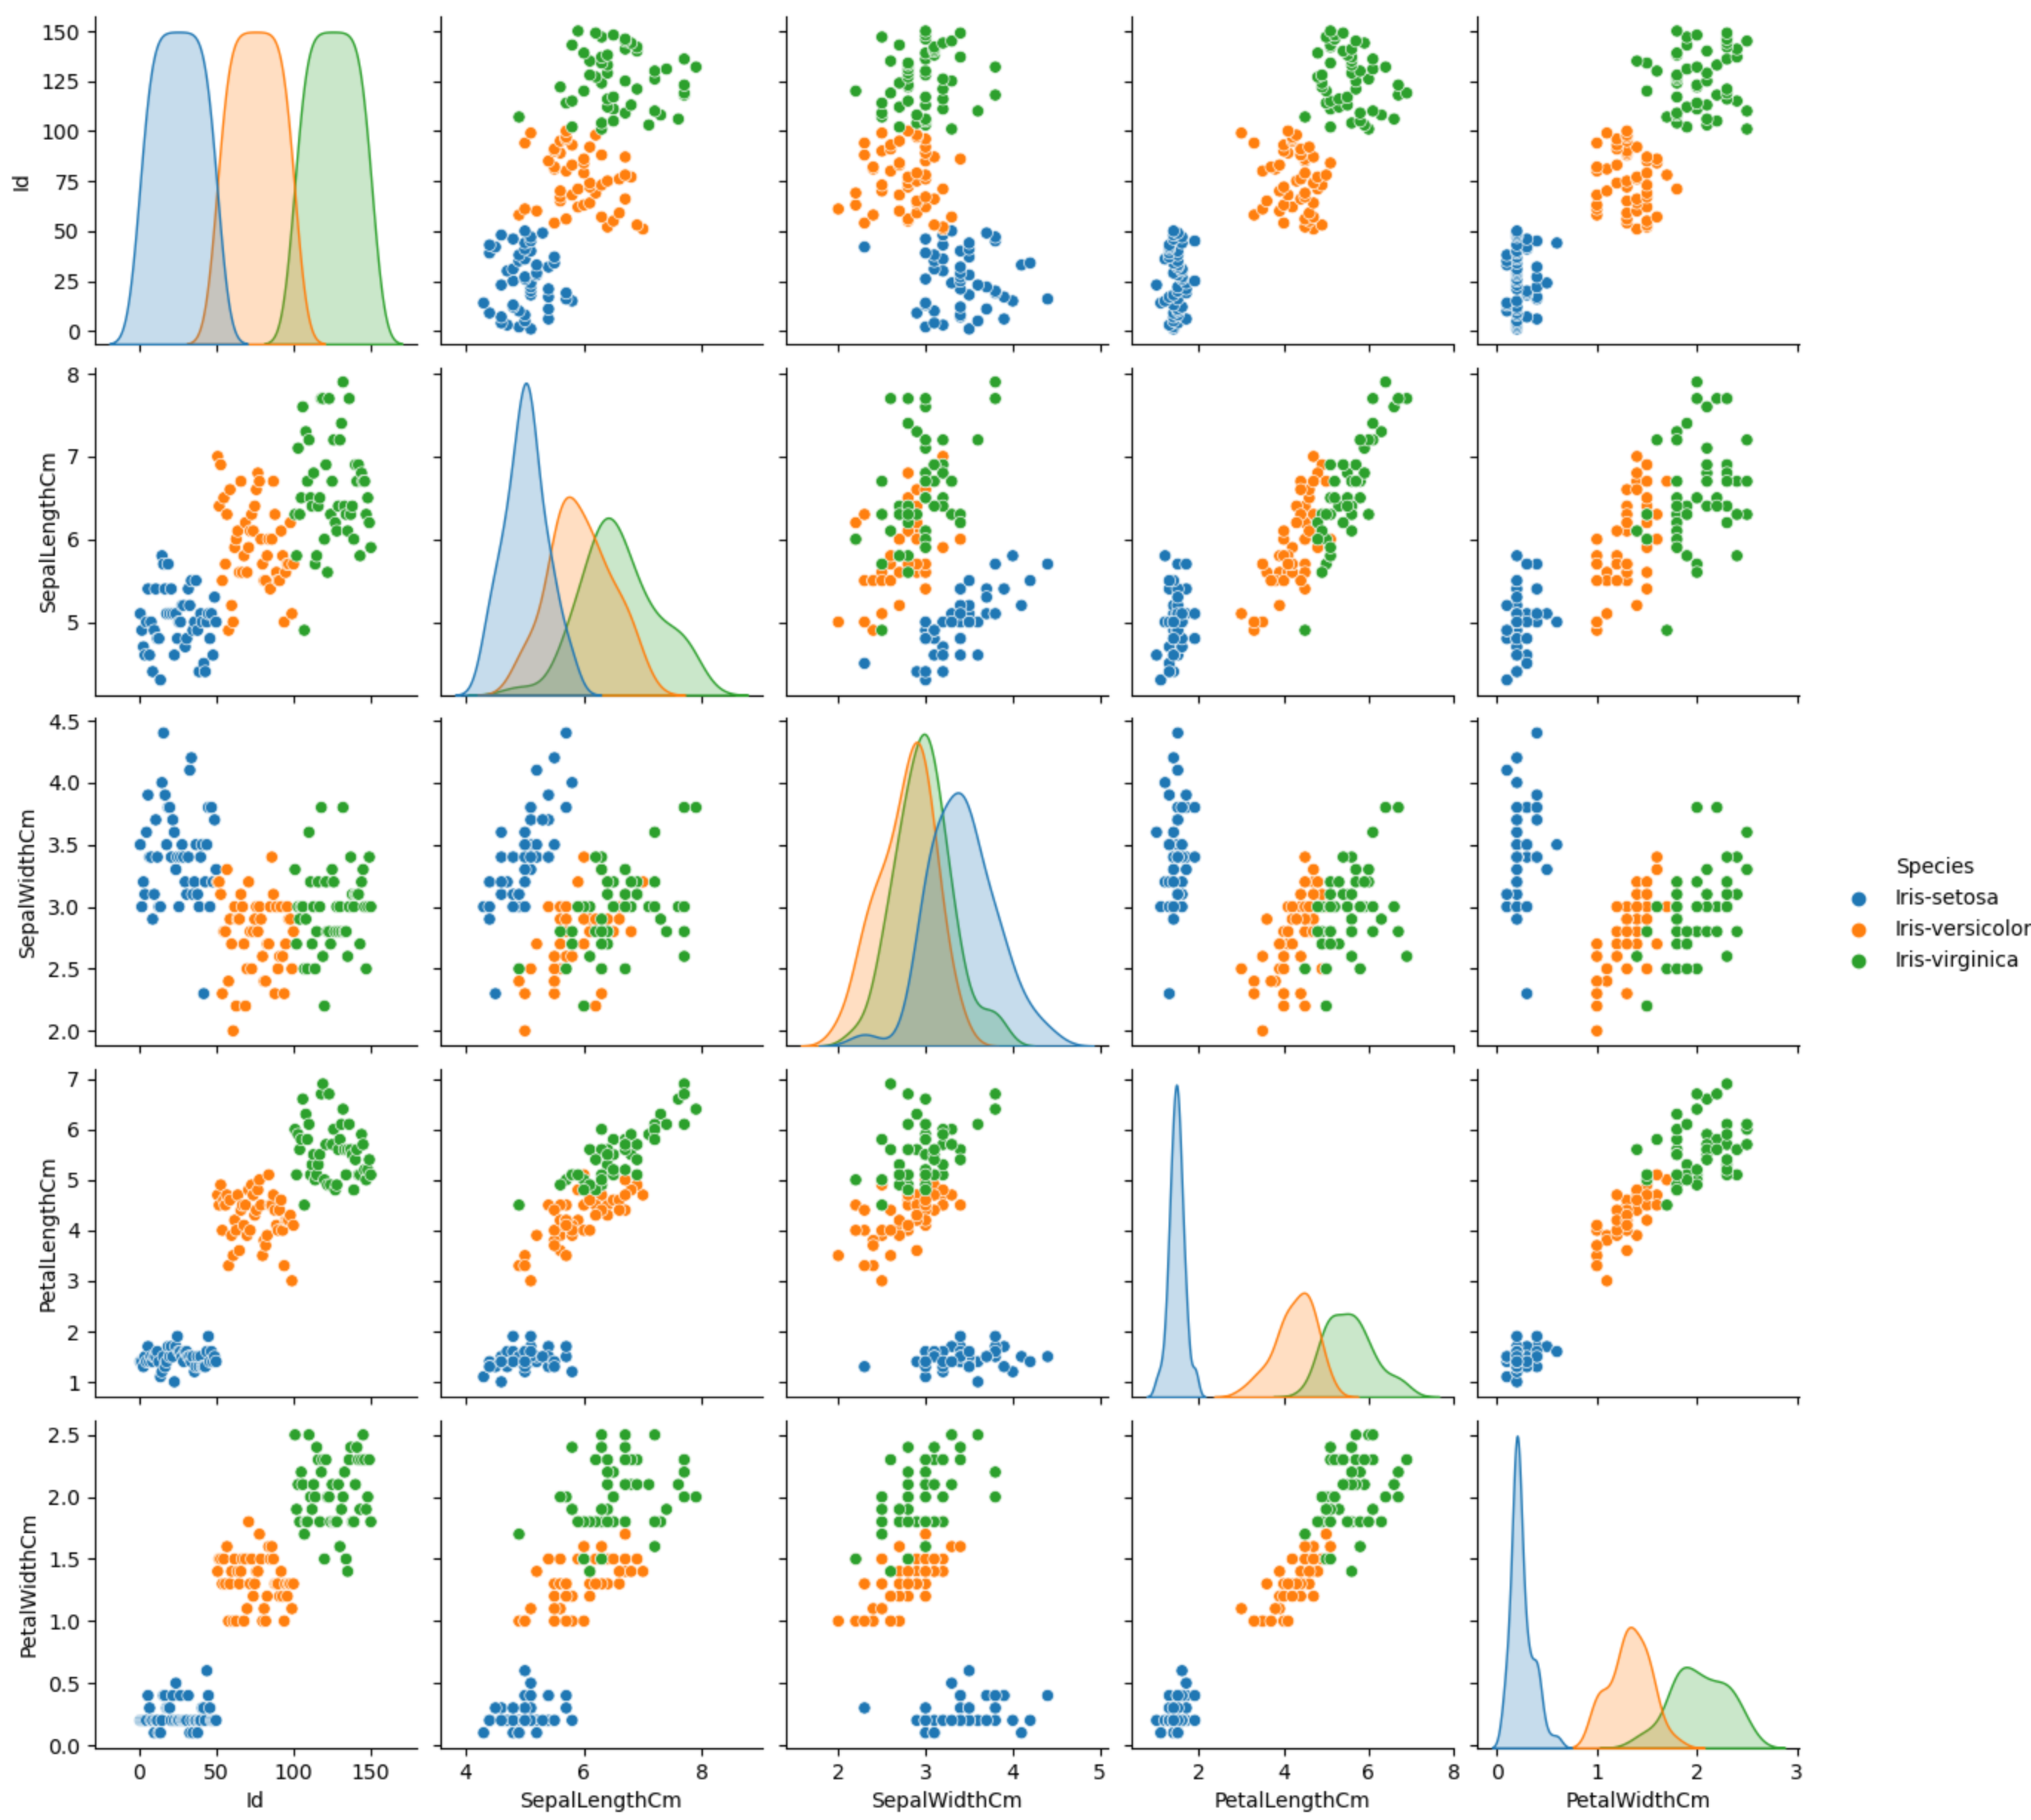 150
125
100
75
50
25
0
Id
8
7
6
5
SepalLengthCm
4.5
4.0
3.5
3.0
2.5
2.0
SepalWidthCm
Species
Iris-setosa
Iris-versicolor
Iris-virginica
7
6
5
4
3
2
1
PetalLengthCm
2.5
2.0
1.5
1.0
0.5
0.0
PetalWidthCm
0 50 100 150
4 6 8
2 3 4 5
2 4 6 8
0 1 2 3
Id
SepalLengthCm
SepalWidthCm
PetalLengthCm
PetalWidthCm